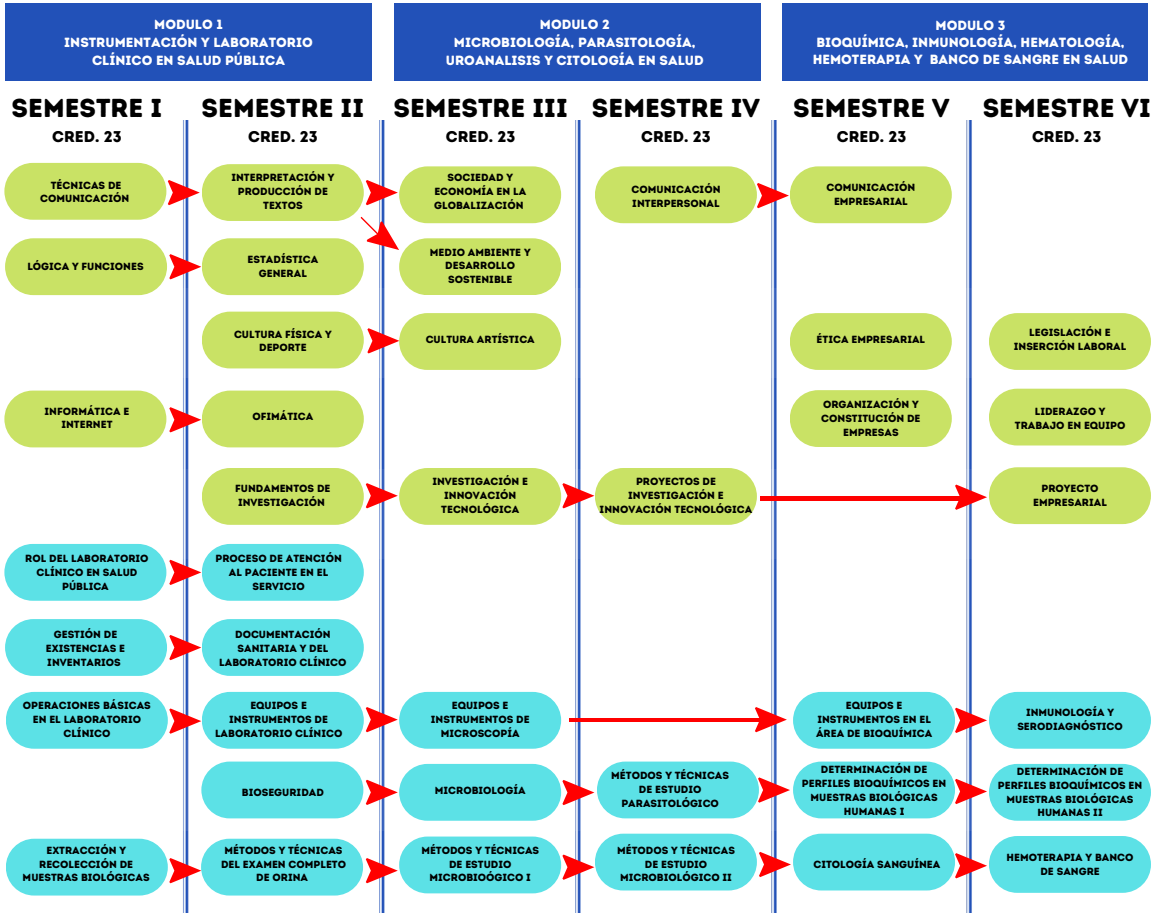 MODULO 1
INSTRUMENTACIÓN Y LABORATORIO
CLÍNICO EN SALUD PÚBLICA
MODULO 2
MICROBIOLOGÍA, PARASITOLOGÍA,
UROANALISIS Y CITOLOGÍA EN SALUD
MODULO 3
BIOQUÍMICA, INMUNOLOGÍA, HEMATOLOGÍA,
HEMOTERAPIA Y BANCO DE SANGRE EN SALUD
SEMESTRE I
CRED. 23
SEMESTRE II
CRED. 23
SEMESTRE III
CRED. 23
SEMESTRE IV
CRED. 23
SEMESTRE V
CRED. 23
SEMESTRE VI
CRED. 23
TÉCNICAS DE
COMUNICACIÓN
INTERPRETACIÓN Y
PRODUCCIÓN DE
TEXTOS
SOCIEDAD Y
ECONOMÍA EN LA
GLOBALIZACIÓN
COMUNICACIÓN
INTERPERSONAL
COMUNICACIÓN
EMPRESARIAL
LÓGICA Y FUNCIONES
ESTADÍSTICA
GENERAL
MEDIO AMBIENTE Y
DESARROLLO
SOSTENIBLE
CULTURA FÍSICA Y
DEPORTE
CULTURA ARTÍSTICA
ÉTICA EMPRESARIAL
LEGISLACIÓN E
INSERCIÓN LABORAL
INFORMÁTICA E
INTERNET
OFIMÁTICA
ORGANIZACIÓN Y
CONSTITUCIÓN DE
EMPRESAS
LIDERAZGO Y
TRABAJO EN EQUIPO
FUNDAMENTOS DE
INVESTIGACIÓN
INVESTIGACIÓN E
INNOVACIÓN
TECNOLÓGICA
PROYECTOS DE
INVESTIGACIÓN E
INNOVACIÓN TECNOLÓGICA
PROYECTO
EMPRESARIAL
ROL DEL LABORATORIO
CLÍNICO EN SALUD
PÚBLICA
PROCESO DE ATENCIÓN
AL PACIENTE EN EL
SERVICIO
GESTIÓN DE
EXISTENCIAS E
INVENTARIOS
DOCUMENTACIÓN
SANITARIA Y DEL
LABORATORIO CLÍNICO
OPERACIONES BÁSICAS
EN EL LABORATORIO
CLÍNICO
EQUIPOS E
INSTRUMENTOS DE
LABORATORIO CLÍNICO
EQUIPOS E
INSTRUMENTOS DE
MICROSCOPÍA
EQUIPOS E
INSTRUMENTOS EN EL
ÁREA DE BIOQUÍMICA
INMUNOLOGÍA Y
SERODIAGNÓSTICO
BIOSEGURIDAD
MICROBIOLOGÍA
MÉTODOS Y TÉCNICAS
DE ESTUDIO
PARASITOLÓGICO
DETERMINACIÓN DE
PERFILES BIOQUÍMICOS EN
MUESTRAS BIOLÓGICAS
HUMANAS I
DETERMINACIÓN DE
PERFILES BIOQUÍMICOS EN
MUESTRAS BIOLÓGICAS
HUMANAS II
EXTRACCIÓN Y
RECOLECCIÓN DE
MUESTRAS BIOLÓGICAS
MÉTODOS Y TÉCNICAS
DEL EXAMEN COMPLETO
DE ORINA
MÉTODOS Y TÉCNICAS
DE ESTUDIO
MICROBIOÓGICO I
MÉTODOS Y TÉCNICAS
DE ESTUDIO
MICROBIOLÓGICO II
CITOLOGÍA SANGUÍNEA
HEMOTERAPIA Y BANCO
DE SANGRE